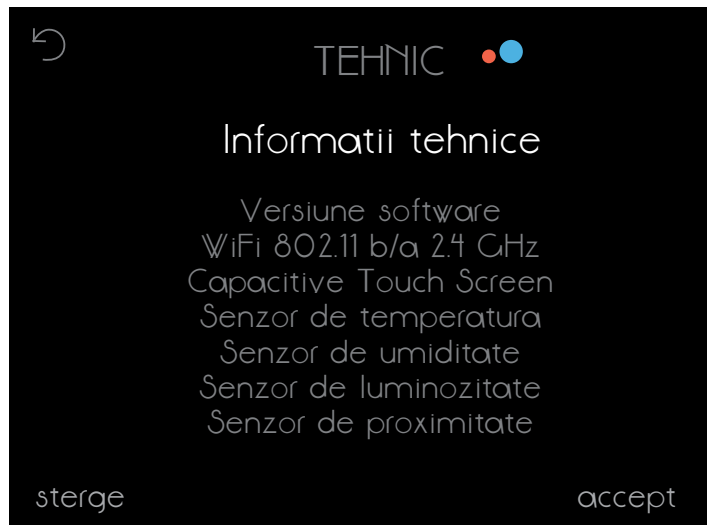 TEHNIC
Informatii tehnice
Versiune software
WiFi 802.11 b/a 2.4 GHz
Capacitive Touch Screen
Senzor de temperatura
Senzor de umiditate
Senzor de luminozitate
Senzor de proximitate
sterge accept